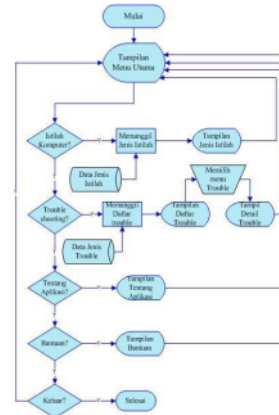 Mulai
Tampilan
Menu Utama
Istilah
Komputer?
Y
Memanggil
Jenis Istilah
Tampilan
Jenis Istilah
Data Jenis
Istilah
Memilih
menu
Trouble
Trouble
shooting?
Memanggil
Daftar
trouble
Tampilan
Daftar
Trouble
Tampil
Detail
Trouble
Data Jenis
Trouble
Tentang
Aplikasi?
Y
Tampilan
Tentang
Aplikasi
Bantuan?
Y
Tampilan
Bantuan
Keluar?
Y
Selesai